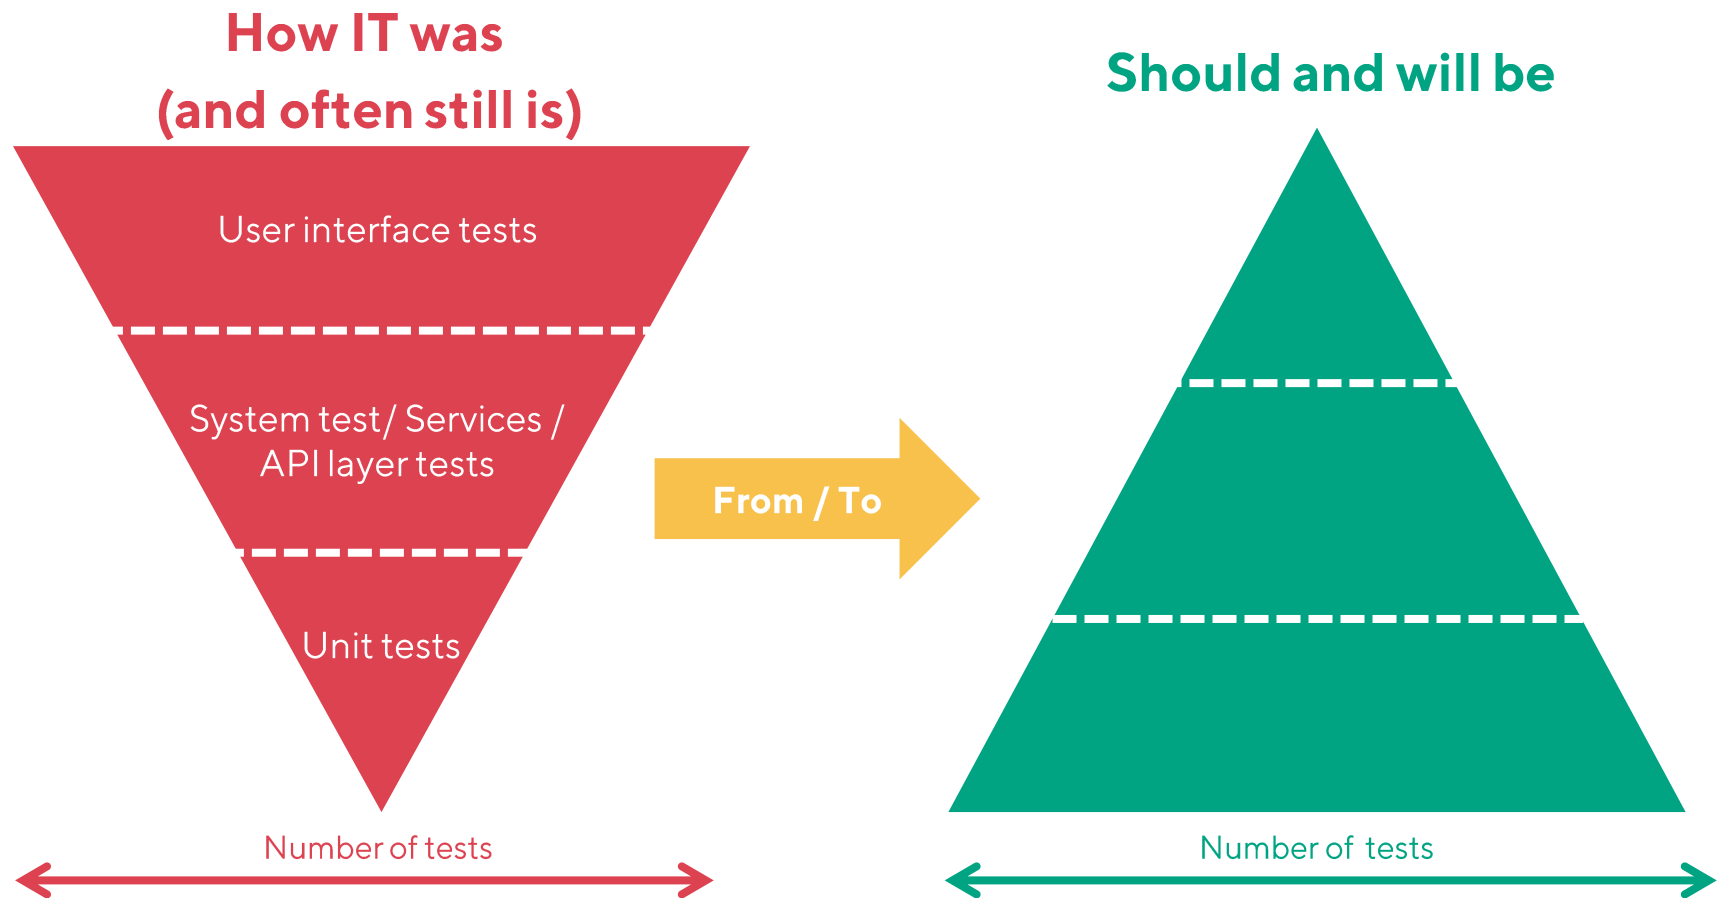 How IT was
(and often still is)
User interface tests
System test/ Services /
API layer tests
Unit tests
Number of tests
From / To
Should and will be
Number of tests